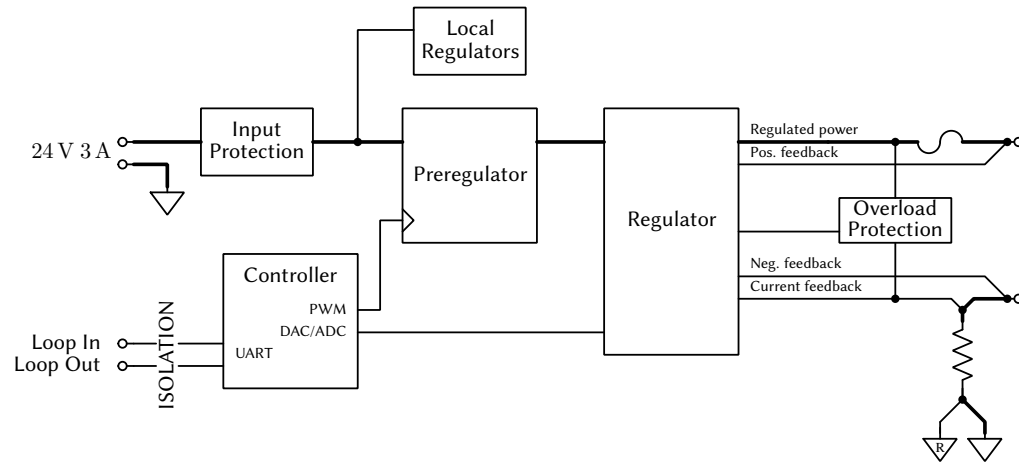 Local
Regulators
24 V 3 A
Input
Protection
Preregulator
Regulator
Regulated power
Pos. feedback
Overload
Protection
Neg. feedback
Current feedback
Controller
PWM
DAC/ADC
UART
Loop In
Loop Out
ISOLATION
R